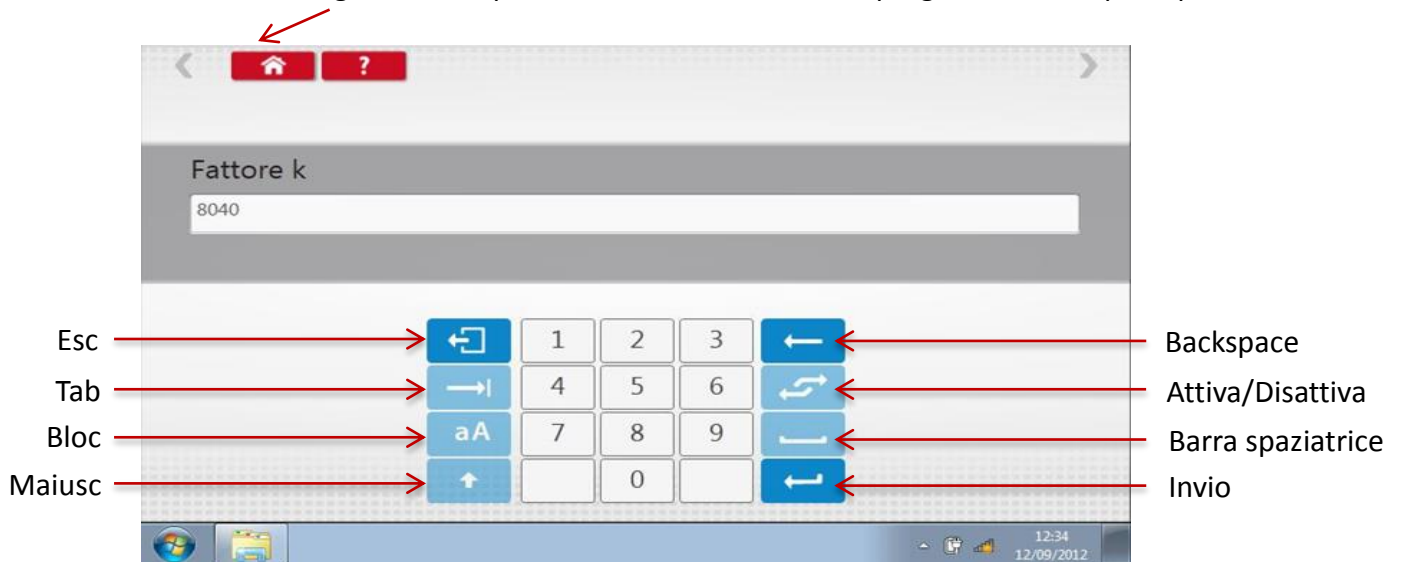 ?
Fattore k
8040
Esc 1 2 3 Backspace
Tab 4 5 6 Attiva/Disattiva
Bloc aA 7 8 9 Barra spaziatrice
Maiusc 0 Invio
12:34
12/09/2012